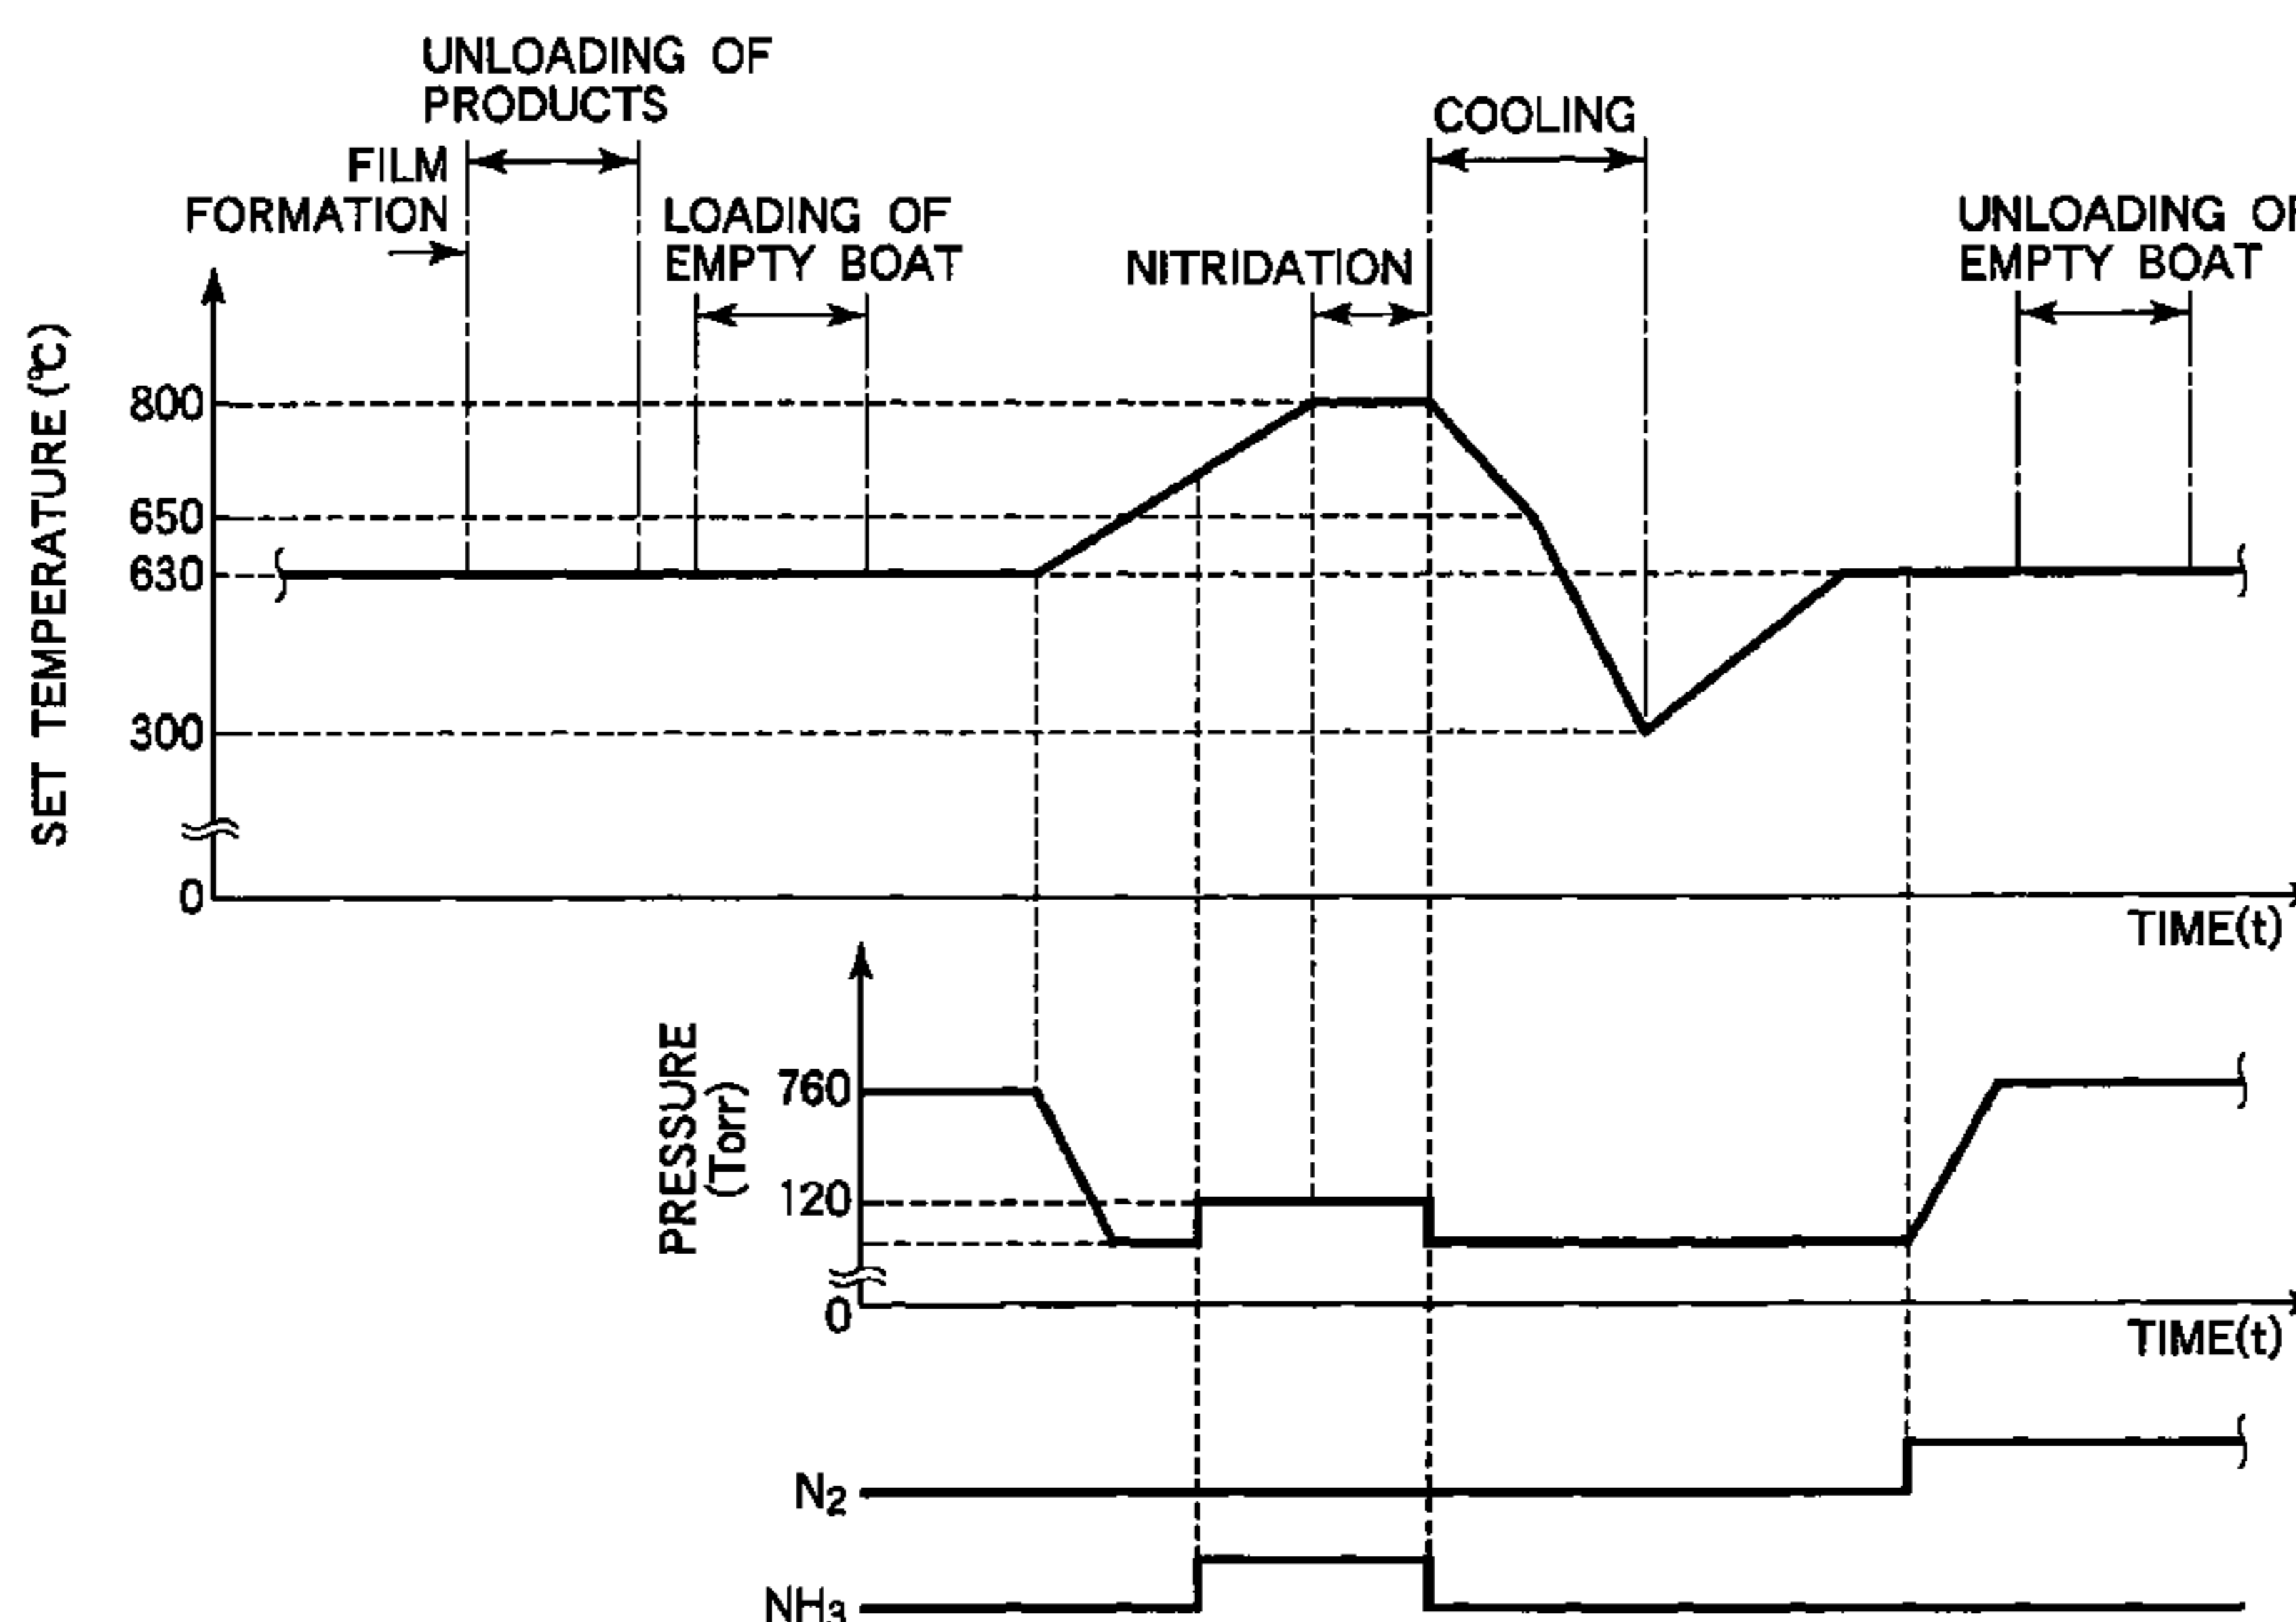 UNLOADING OF
PRODUCTS
FILM
FORMATION
LOADING OF
EMPTY BOAT
NITRIDATION
COOLING
UNLOADING OF
EMPTY BOAT
SET TEMPERATURE (℃)
800
650
630
300
0
TIME(t)
PRESSURE
(Torr)
760
120
0
TIME(t)
N₂
NH₃